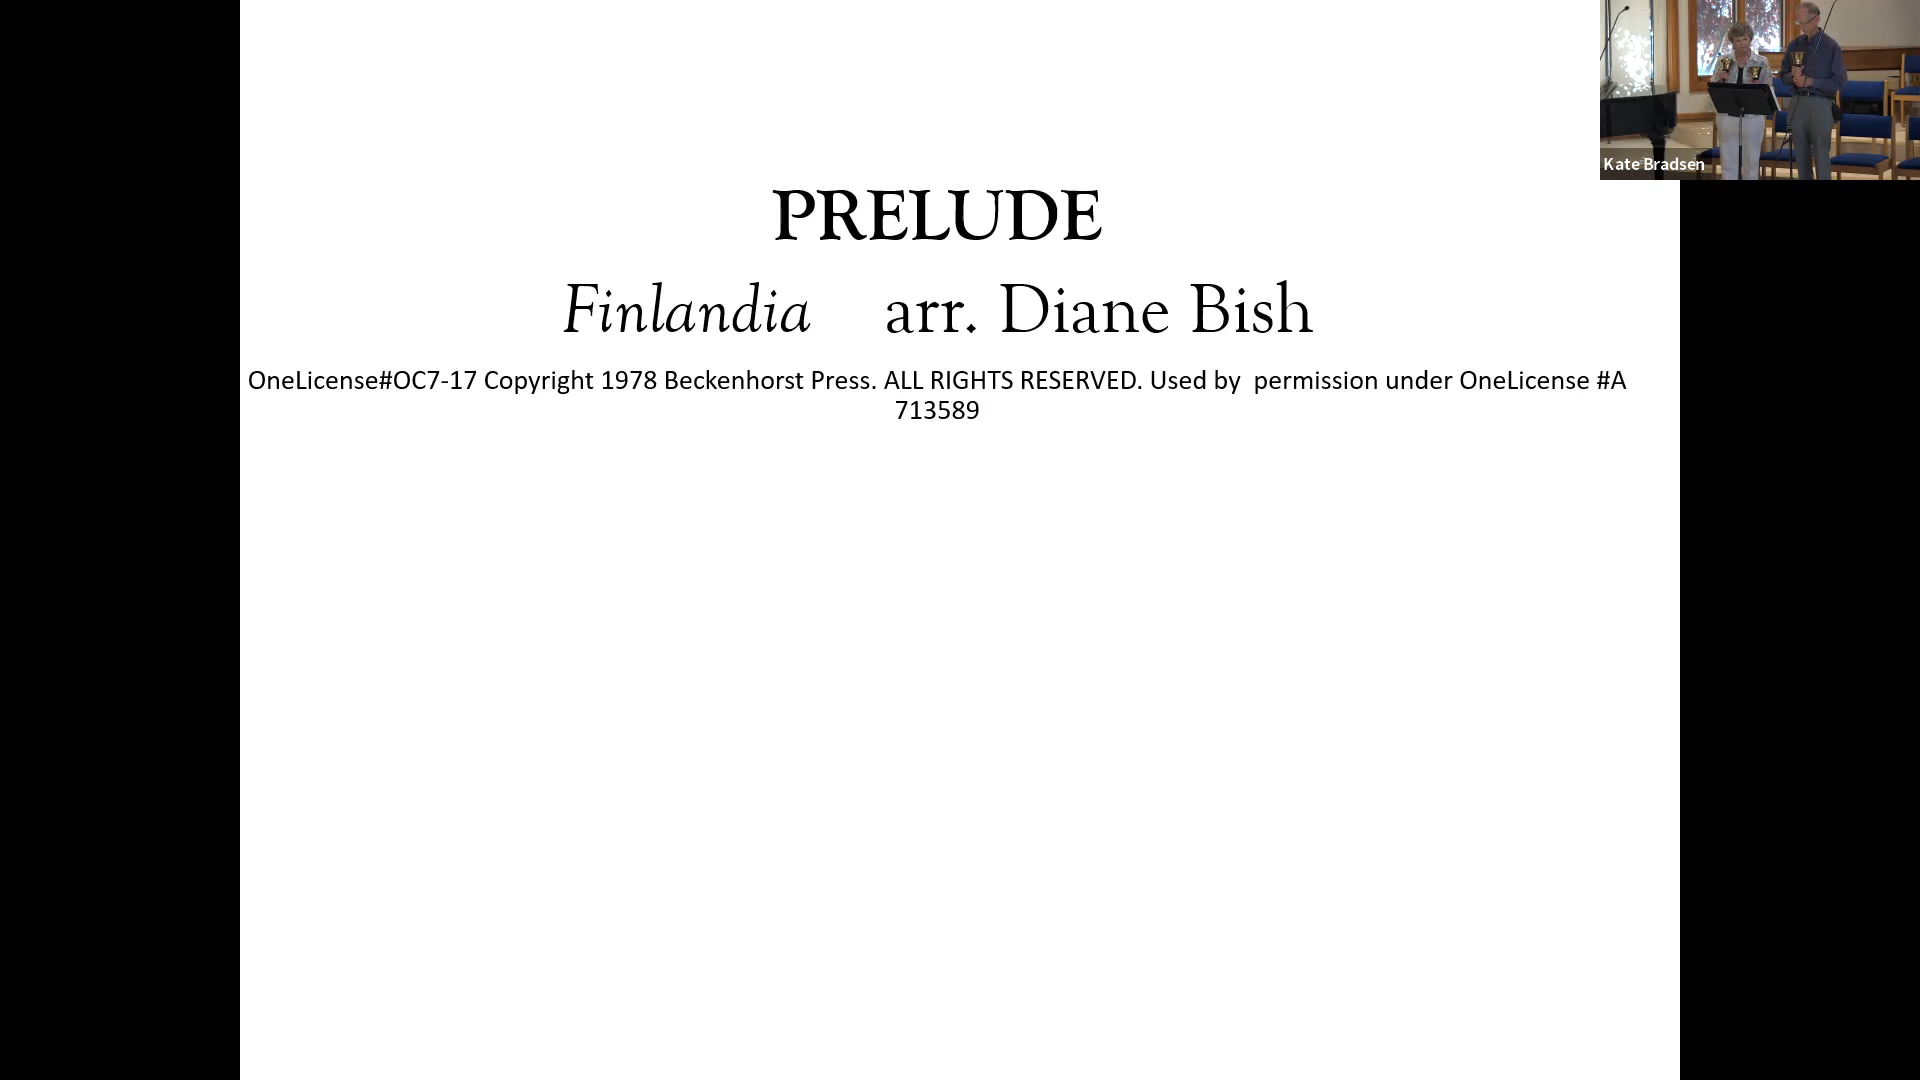 PRELUDE
Finlandia arr. Diane Bish
OneLicense#OC7-17 Copyright 1978 Beckenhorst Press. ALL RIGHTS RESERVED. Used by  permission under OneLicense #A
713589
Kate Bradsen